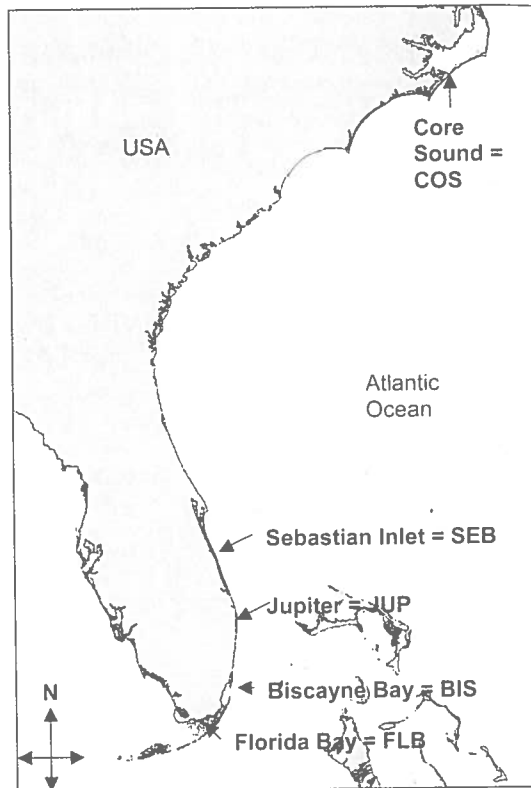 USA
Core
Sound =
COS
Atlantic
Ocean
Sebastian Inlet = SEB
Jupiter = JUP
Biscayne Bay = BIS
N
Florida Bay = FLB